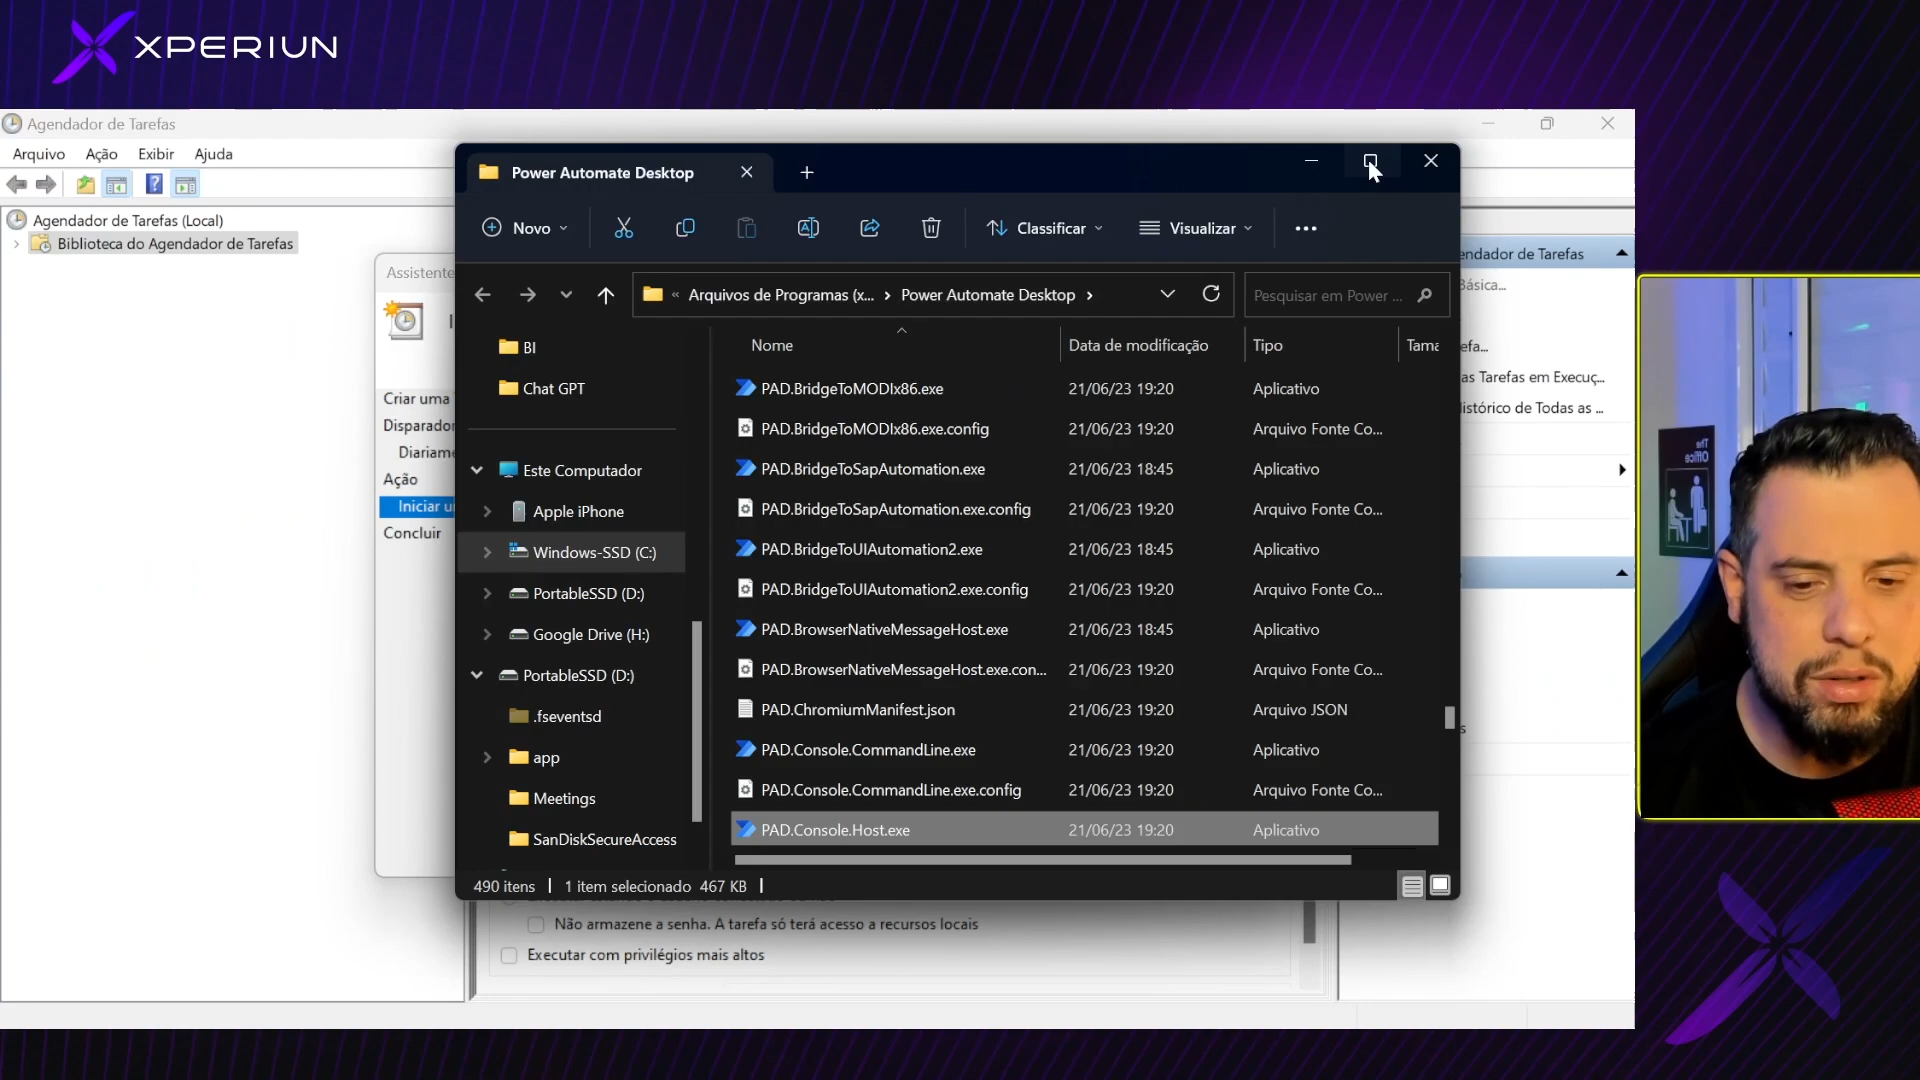 XPERIUN
Agendador de Tarefas
Arquivo Ação Exibir Ajuda
Agendador de Tarefas (Local)
Biblioteca do Agendador de Tarefas
Assistente
Criar uma
Disparador
Diariame
Ação
Iniciar u
Concluir
Power Automate Desktop
Novo Classificar Visualizar
« Arquivos de Programas (x... › Power Automate Desktop ›
Pesquisar em Power ...
BI
Chat GPT
Este Computador
Apple iPhone
Windows-SSD (C:)
PortableSSD (D:)
Google Drive (H:)
PortableSSD (D:)
.fseventsd
app
Meetings
SanDiskSecureAccess
Nome Data de modificação Tipo Tama
PAD.BridgeToMODIx86.exe 21/06/23 19:20 Aplicativo
PAD.BridgeToMODIx86.exe.config 21/06/23 19:20 Arquivo Fonte Co...
PAD.BridgeToSapAutomation.exe 21/06/23 18:45 Aplicativo
PAD.BridgeToSapAutomation.exe.config 21/06/23 19:20 Arquivo Fonte Co...
PAD.BridgeToUIAutomation2.exe 21/06/23 18:45 Aplicativo
PAD.BridgeToUIAutomation2.exe.config 21/06/23 19:20 Arquivo Fonte Co...
PAD.BrowserNativeMessageHost.exe 21/06/23 18:45 Aplicativo
PAD.BrowserNativeMessageHost.exe.con... 21/06/23 19:20 Arquivo Fonte Co...
PAD.ChromiumManifest.json 21/06/23 19:20 Arquivo JSON
PAD.Console.CommandLine.exe 21/06/23 19:20 Aplicativo
PAD.Console.CommandLine.exe.config 21/06/23 19:20 Arquivo Fonte Co...
PAD.Console.Host.exe 21/06/23 19:20 Aplicativo
490 itens 1 item selecionado 467 KB
Não armazene a senha. A tarefa só terá acesso a recursos locais
Executar com privilégios mais altos
endador de Tarefas
Básica...
efa...
as Tarefas em Execuç...
istórico de Todas as ...
s
The
Office